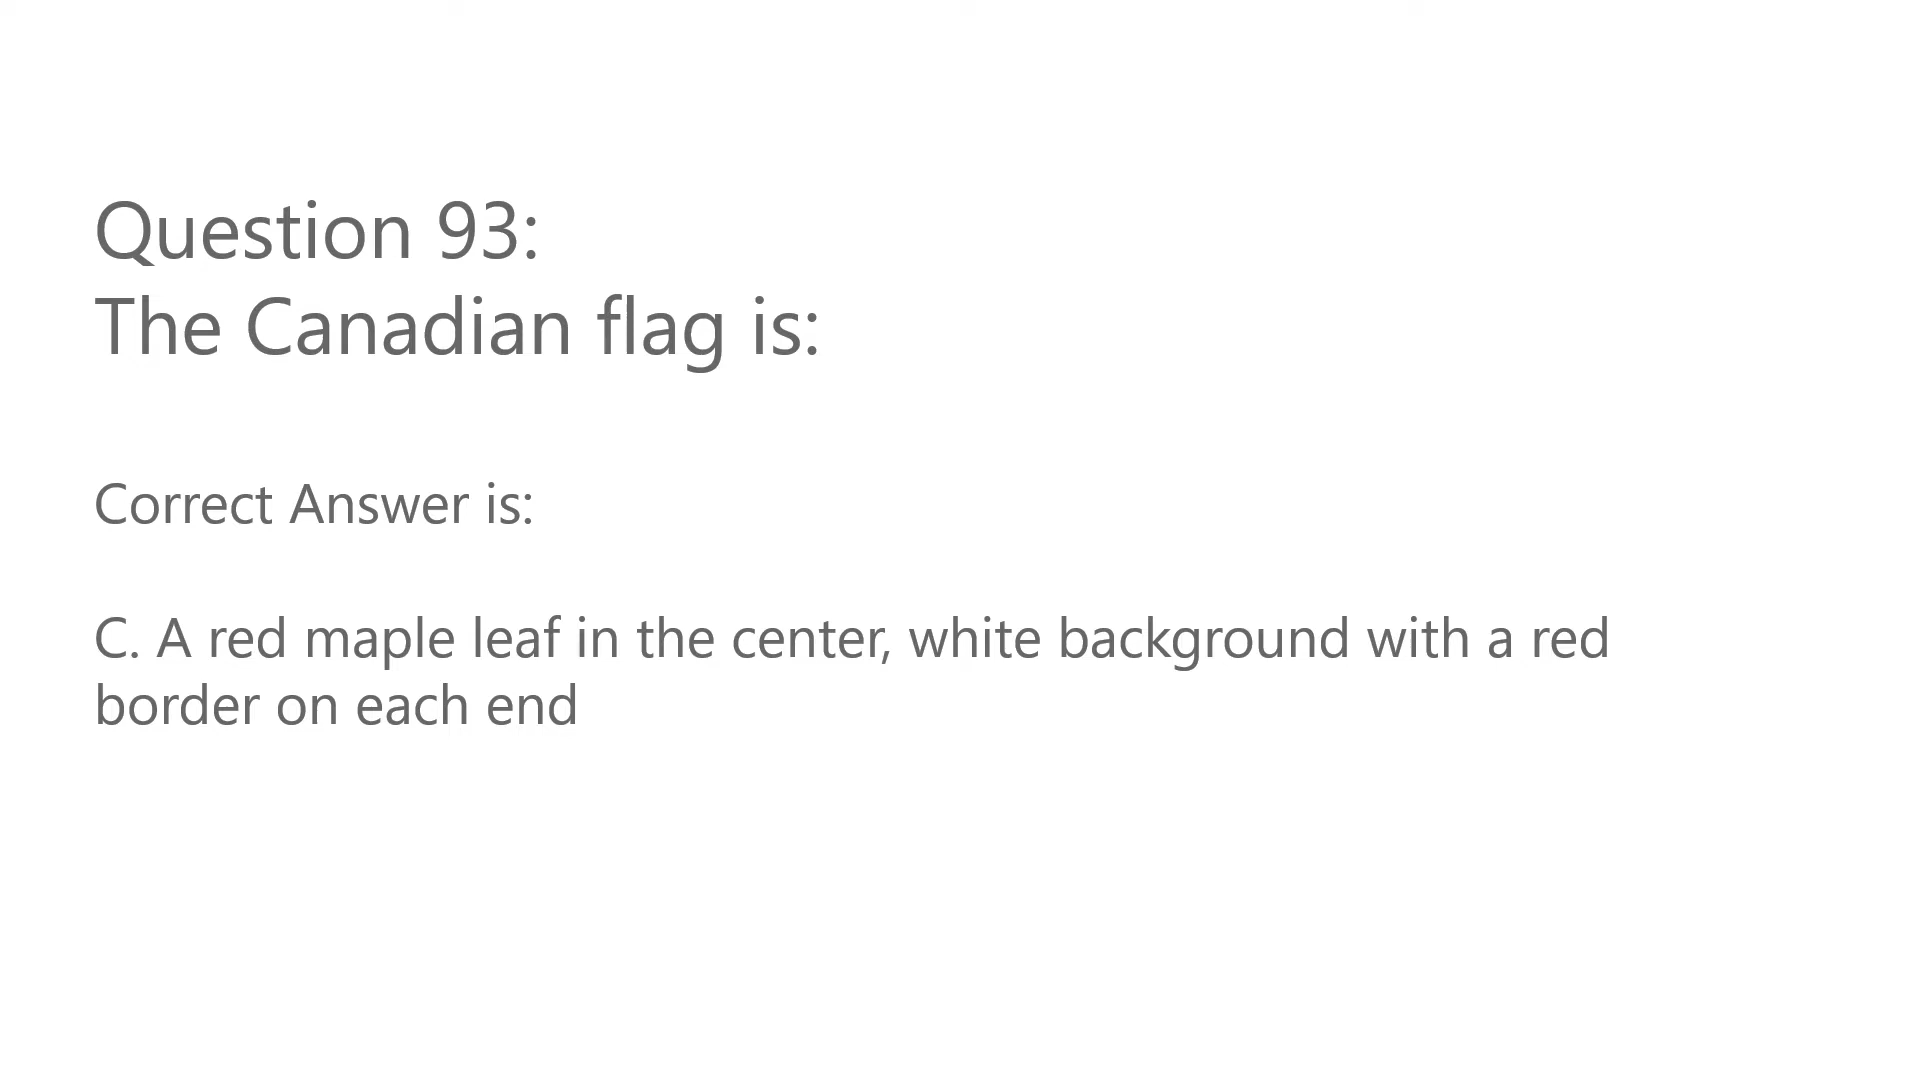 Question 93:
The Canadian flag is:
Correct Answer is:
C. A red maple leaf in the center, white background with a red
border on each end